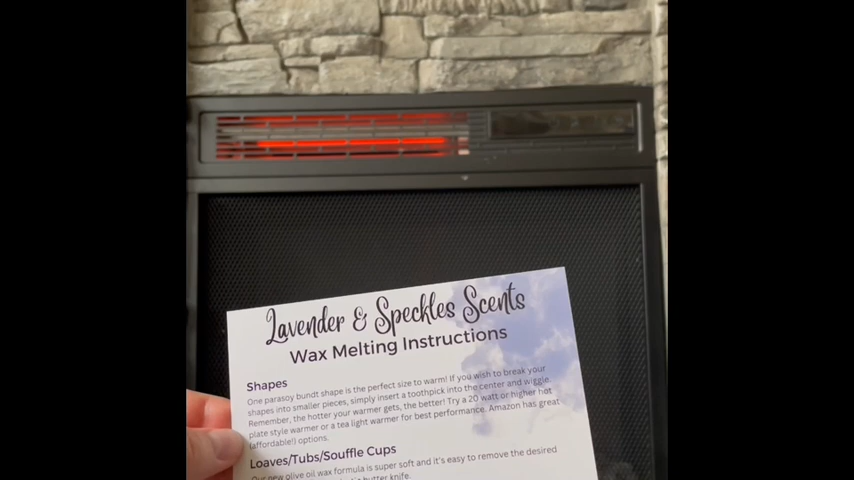 Lavender & Speckles Scents
Wax Melting Instructions
Shapes
One parasoy bundt shape is the perfect size to warm! If you wish to break your
shapes into smaller pieces, simply insert a toothpick into the center and wiggle.
Remember, the hotter your warmer gets, the better! Try a 20 watt or higher hot
plate style warmer or a tea light warmer for best performance. Amazon has great
(affordable!) options.
Loaves/Tubs/Souffle Cups
Our new olive oil wax formula is super soft and it's easy to remove the desired
butter knife.